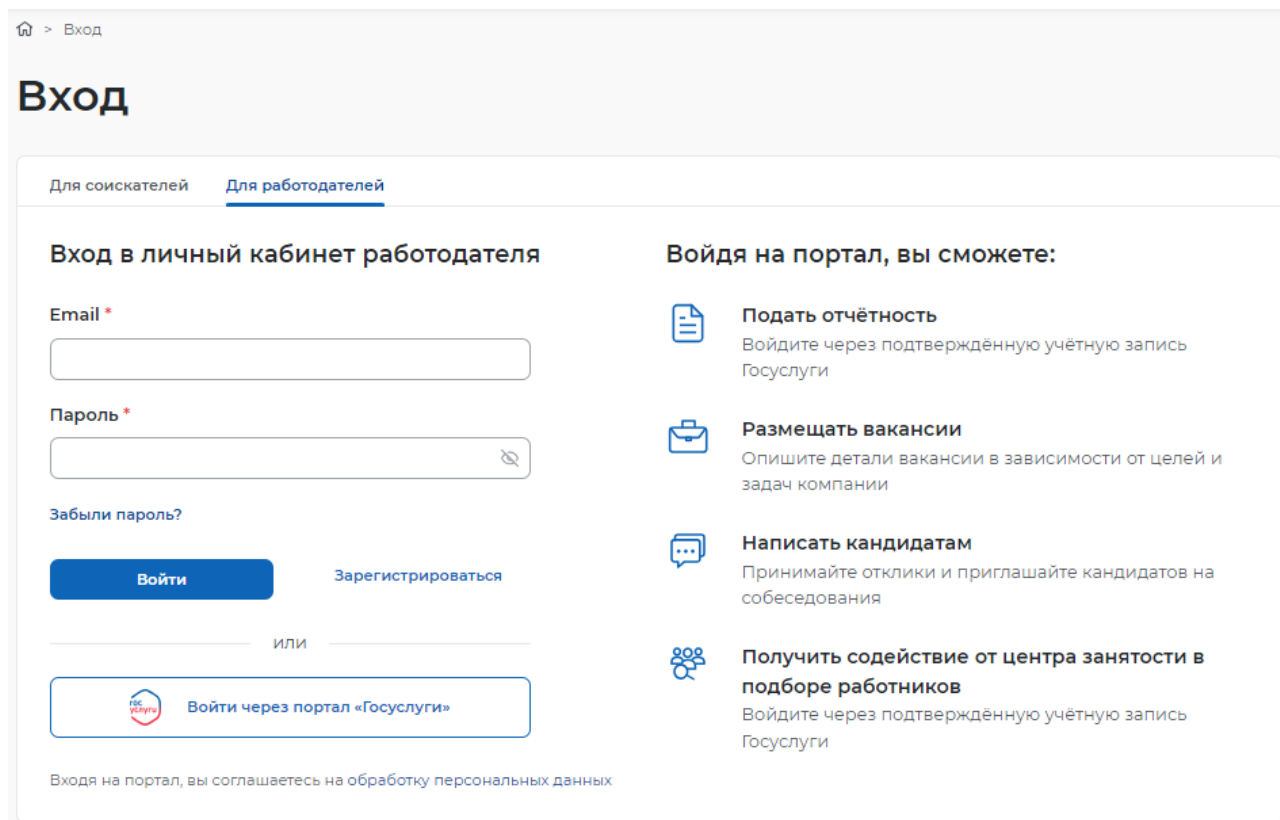 > Вход
Вход
Для соискателей Для работодателей
Вход в личный кабинет работодателя
Email *
Пароль *
Забыли пароль?
Войти Зарегистрироваться
или
гос
услуги
Войти через портал «Госуслуги»
Входя на портал, вы соглашаетесь на обработку персональных данных
Войдя на портал, вы сможете:
Подать отчётность
Войдите через подтверждённую учётную запись
Госуслуги
Размещать вакансии
Опишите детали вакансии в зависимости от целей и
задач компании
Написать кандидатам
Принимайте отклики и приглашайте кандидатов на
собеседования
Получить содействие от центра занятости в
подборе работников
Войдите через подтверждённую учётную запись
Госуслуги